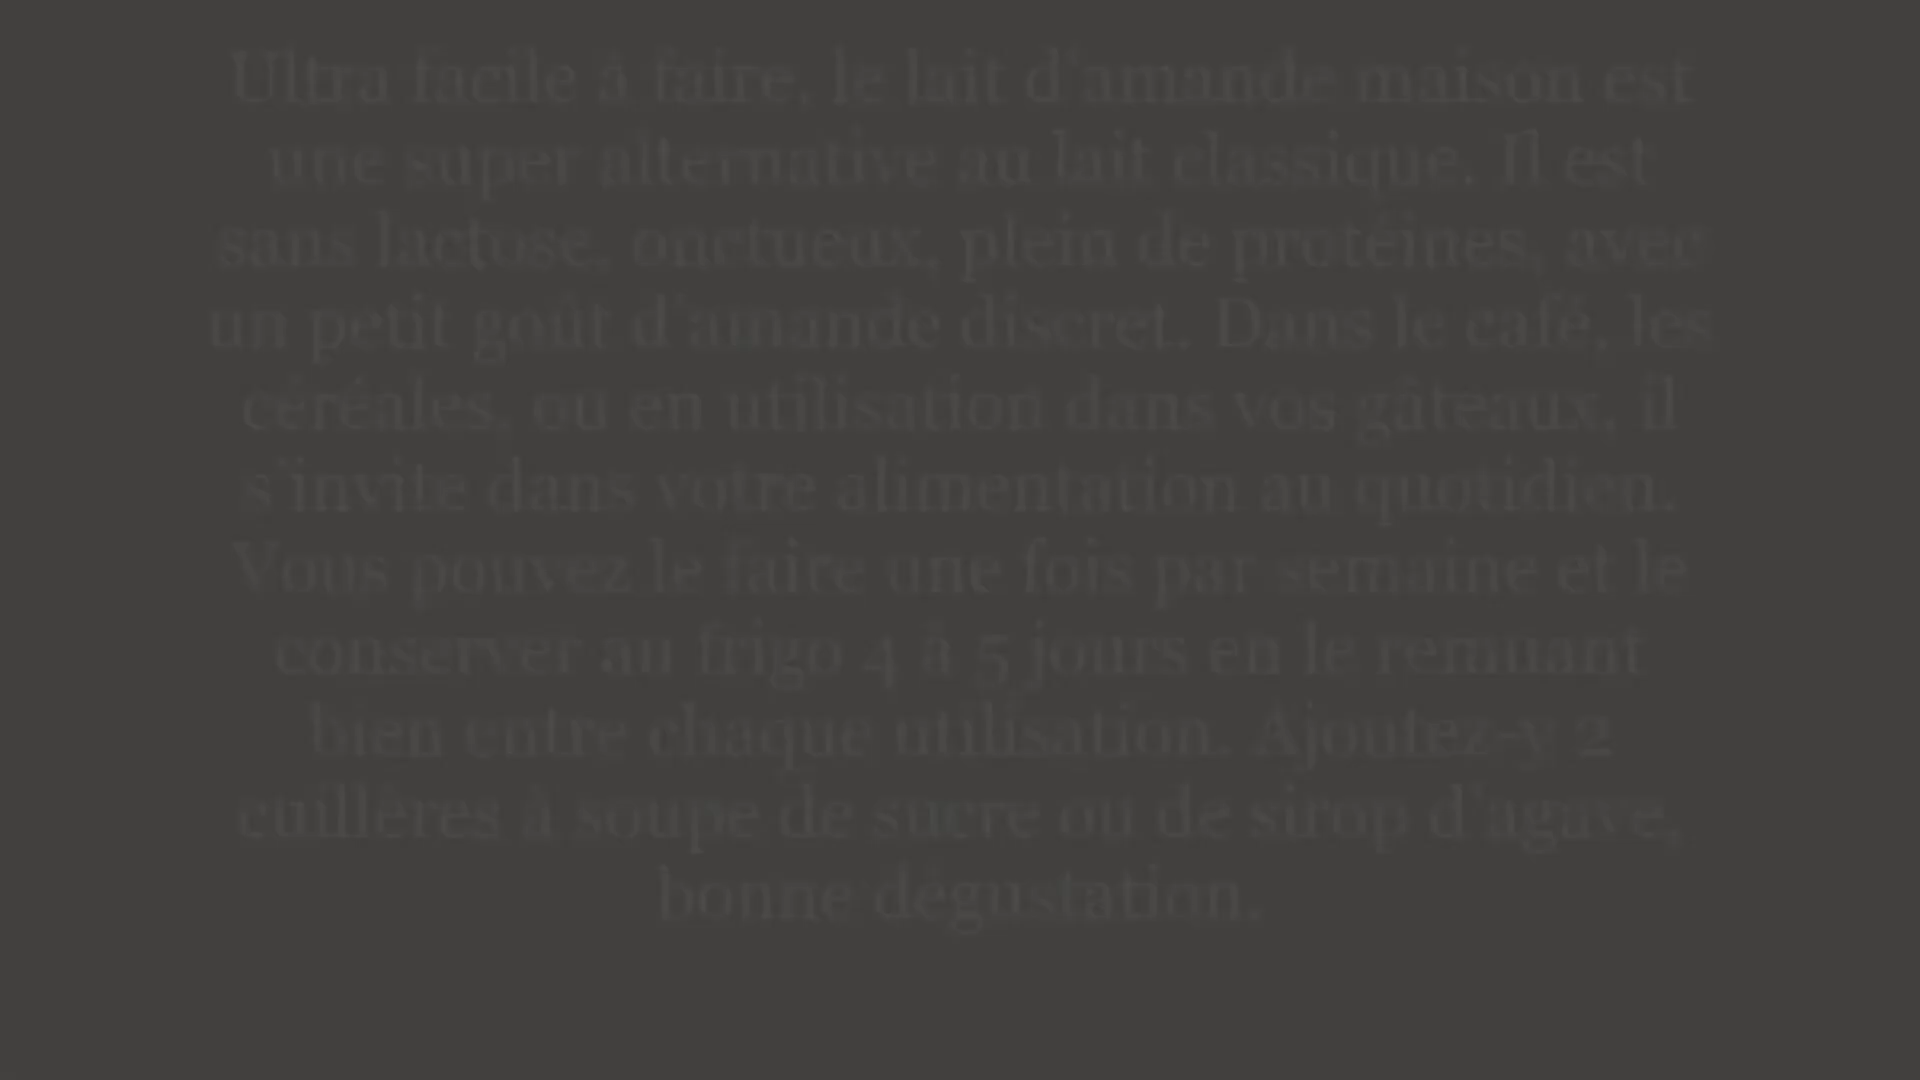 Ultra facile à faire, le lait d'amande maison est
une super alternative au lait classique. Il est
sans lactose, onctueux, plein de protéines, avec
un petit goût d'amande discret. Dans le café, les
céréales, ou en utilisation dans vos gâteaux, il
s'invite dans votre alimentation au quotidien.
Vous pouvez le faire une fois par semaine et le
conserver au frigo 4 à 5 jours en le remuant
bien entre chaque utilisation. Ajoutez-y 2
cuillères à soupe de sucre ou de sirop d'agave,
bonne dégustation.